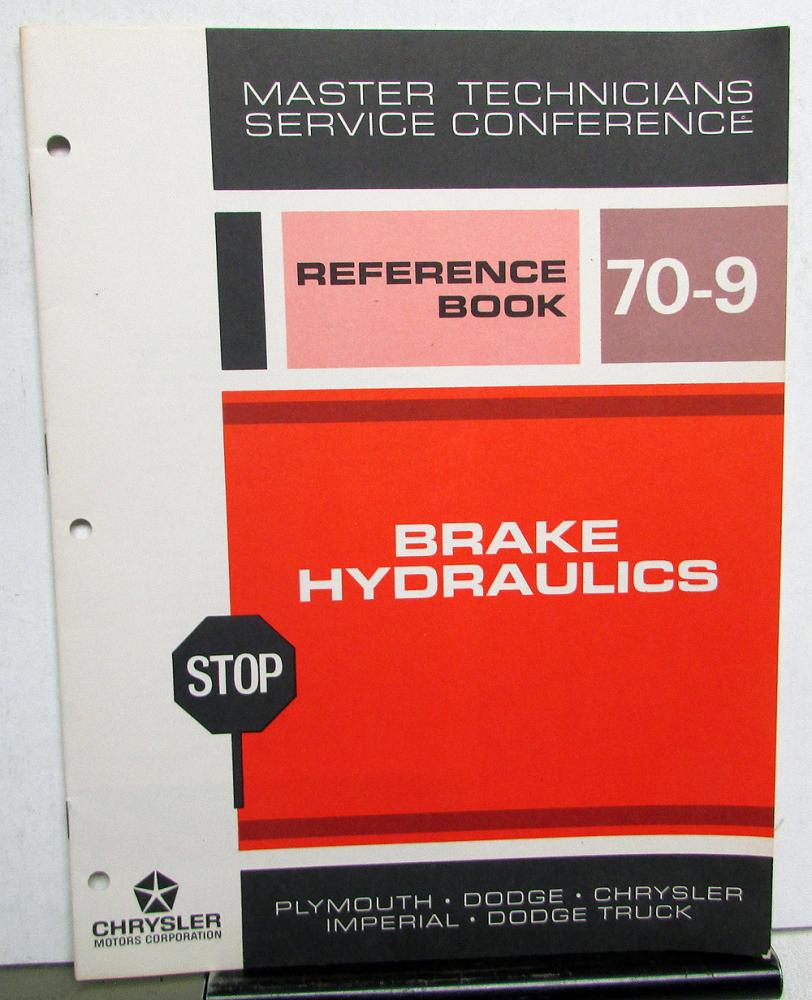 MASTER TECHNICIANS
SERVICE CONFERENCE
REFERENCE
BOOK
70-9
BRAKE
HYDRAULICS
STOP
CHRYSLER
MOTORS CORPORATION
PLYMOUTH • DODGE • CHRYSLER
IMPERIAL • DODGE TRUCK